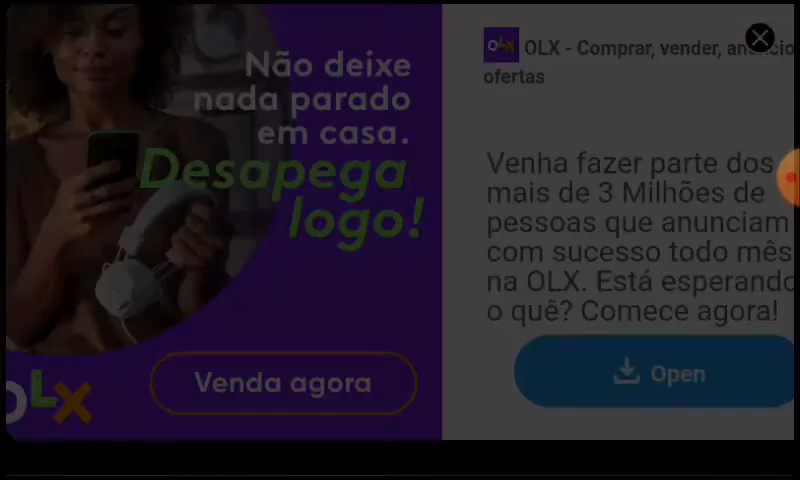 Não deixe
nada parado
em casa.
Desapega
logo!
Venda agora
OLX
OLX
OLX - Comprar, vender,
ofertas
Venha fazer parte dos
mais de 3 Milhões de
pessoas que anunciam
com sucesso todo mês
na OLX. Está esperando
o quê? Comece agora!
Open